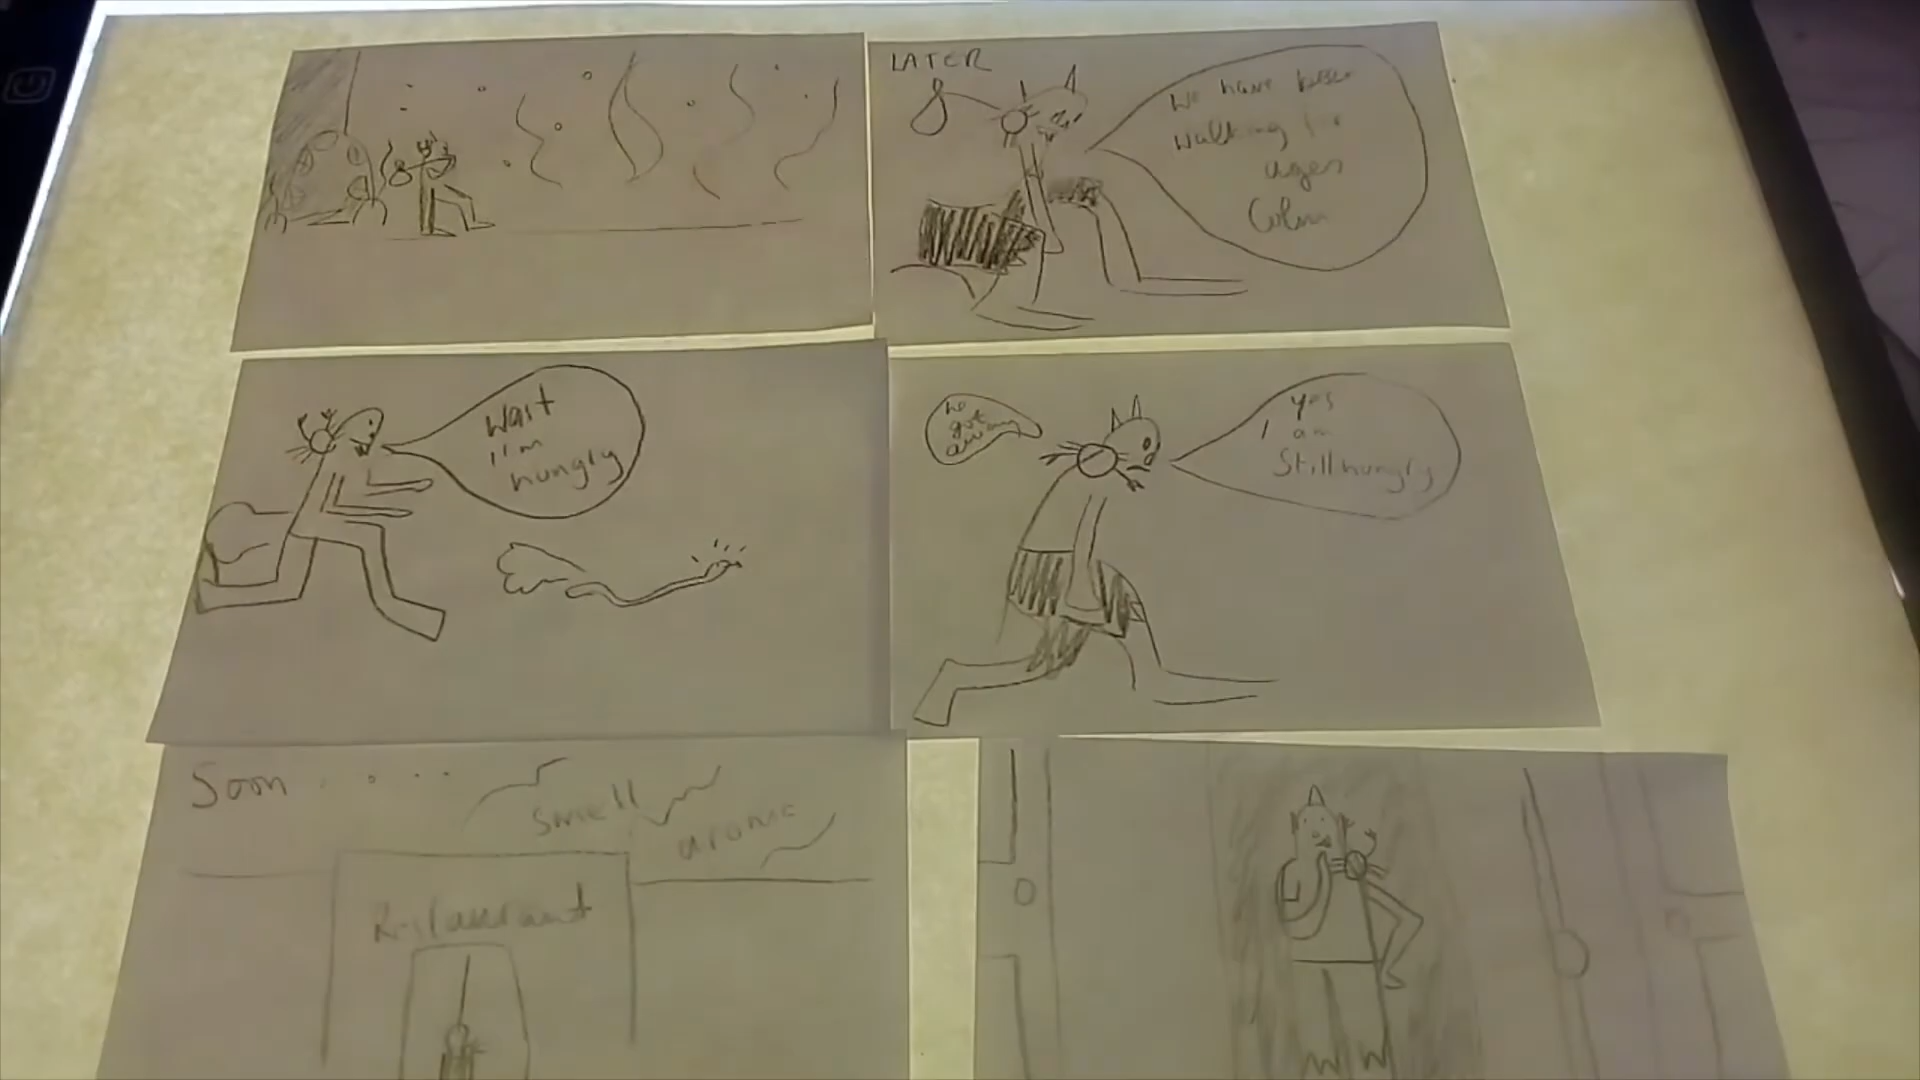 LATER
We have been
walking for
ages
Colin
Wait
I'm
hungry
he
got
away
yes
I am
Still hungry
Soon . . . .
Smell
aroma
Restaurant